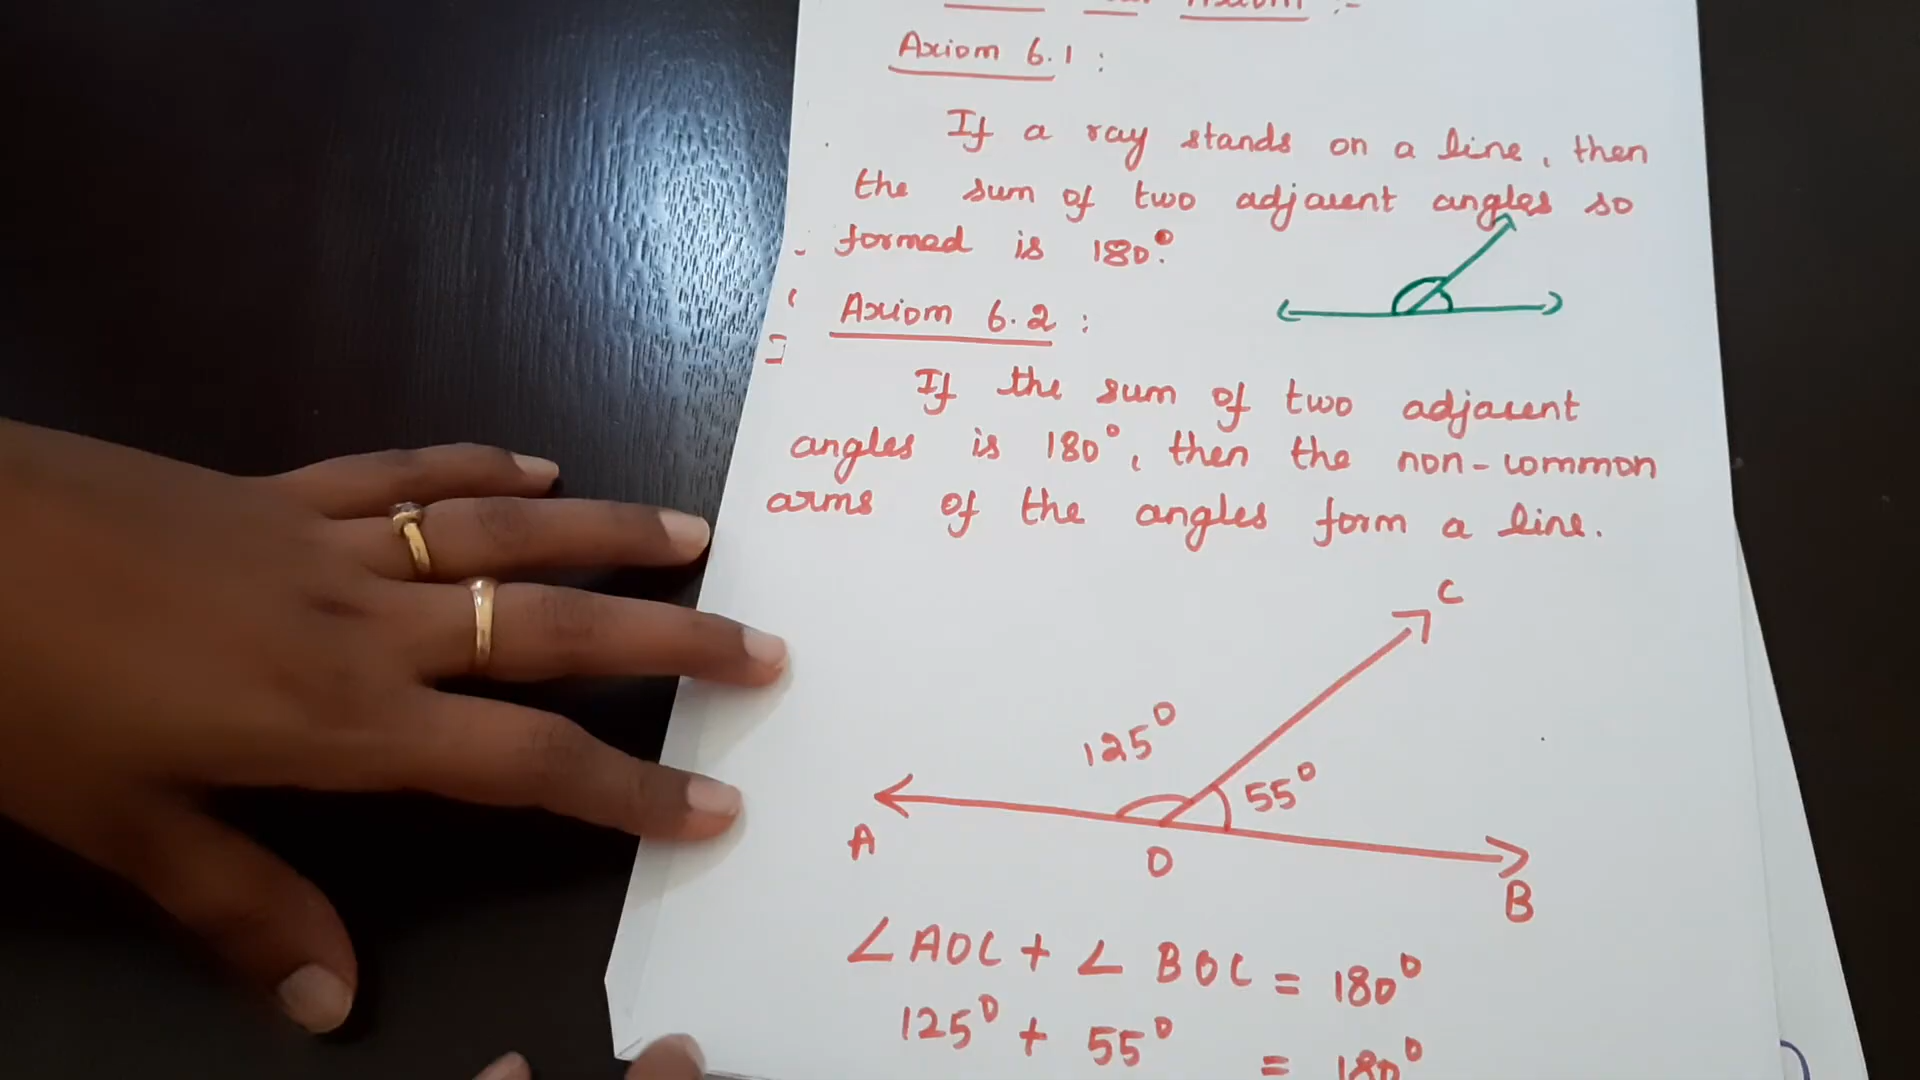 Axiom :-
Axiom 6.1 :
If a ray stands on a line, then
the sum of two adjacent angles so
formed is 180°.
Axiom 6.2 :
If the sum of two adjacent
angles is 180°, then the non-common
arms of the angles form a line.
C
125°
55°
A
O
B
∠AOC + ∠BOC = 180°
125° + 55° = 180°